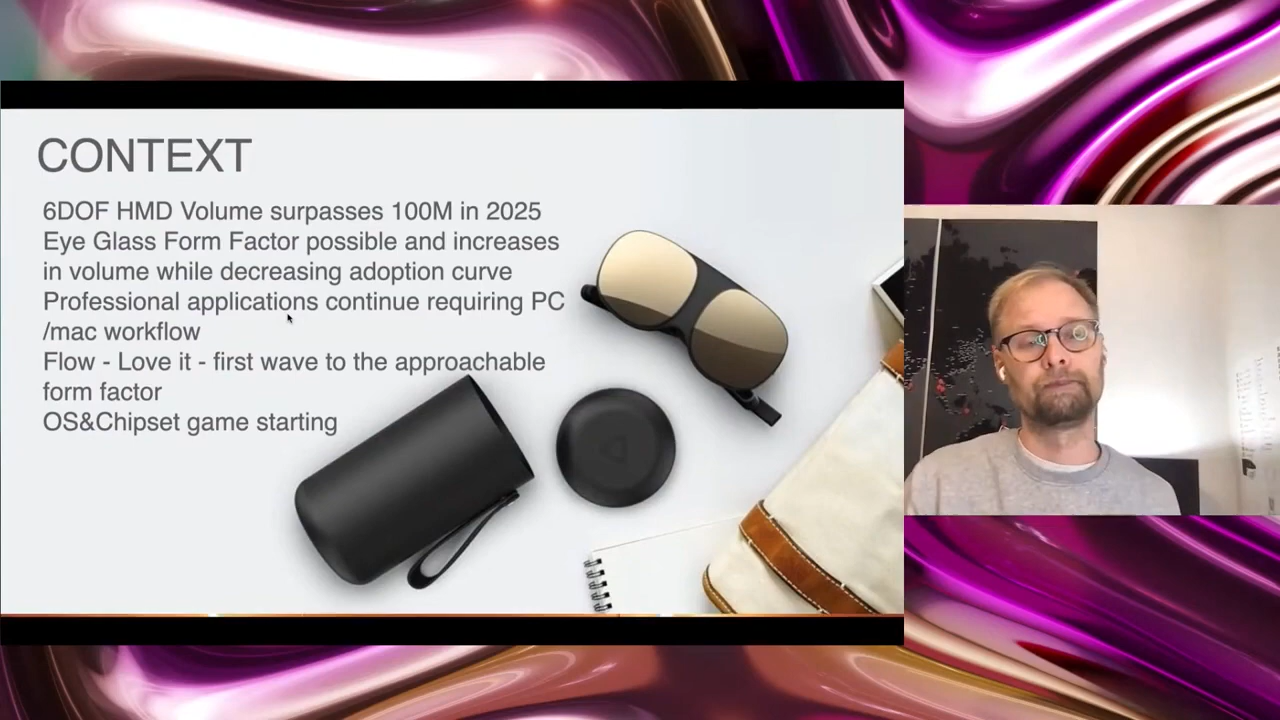 CONTEXT
6DOF HMD Volume surpasses 100M in 2025
Eye Glass Form Factor possible and increases
in volume while decreasing adoption curve
Professional applications continue requiring PC
/mac workflow
Flow - Love it - first wave to the approachable
form factor
OS&Chipset game starting